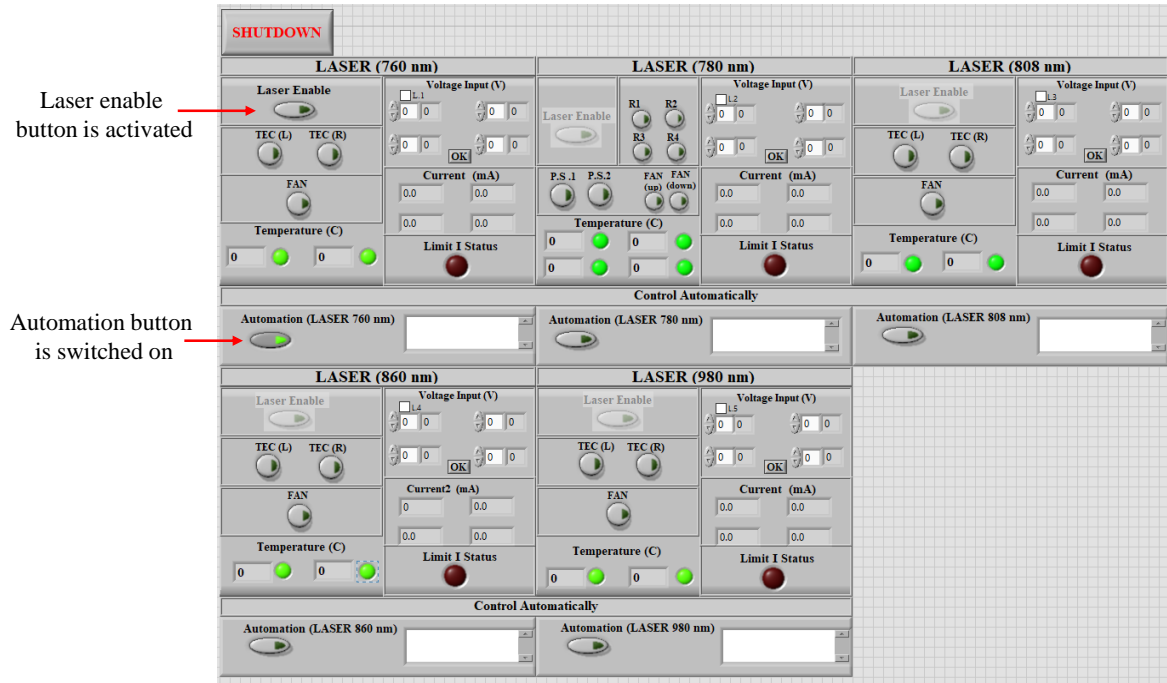 SHUTDOWN
LASER (760 nm)
LASER (780 nm)
LASER (808 nm)
Laser enable
button is activated
Laser Enable
TEC (L) TEC (R)
FAN
Temperature (C)
0 0
Voltage Input (V)
L.1
0 0 0 0
0 0 0 0
OK
Current (mA)
0.0 0.0
0.0 0.0
Limit I Status
Laser Enable
R1 R2
R3 R4
P.S .1 P.S.2 FAN (up) FAN (down)
Temperature (C)
0 0
0 0
Voltage Input (V)
L2
0 0 0 0
0 0 0 0
OK
Current (mA)
0.0 0.0
0.0 0.0
Limit I Status
Laser Enable
TEC (L) TEC (R)
FAN
Temperature (C)
0 0
Voltage Input (V)
L3
0 0 0 0
0 0 0 0
OK
Current (mA)
0.0 0.0
0.0 0.0
Limit I Status
Control Automatically
Automation button
is switched on
Automation (LASER 760 nm)
Automation (LASER 780 nm)
Automation (LASER 808 nm)
LASER (860 nm)
LASER (980 nm)
Laser Enable
TEC (L) TEC (R)
FAN
Temperature (C)
0 0
Voltage Input (V)
L4
0 0 0 0
0 0 0 0
OK
Current2 (mA)
0 0.0
0.0 0.0
Limit I Status
Laser Enable
TEC (L) TEC (R)
FAN
Temperature (C)
0 0
Voltage Input (V)
L5
0 0 0 0
0 0 0 0
OK
Current (mA)
0.0 0.0
0.0 0.0
Limit I Status
Control Automatically
Automation (LASER 860 nm)
Automation (LASER 980 nm)